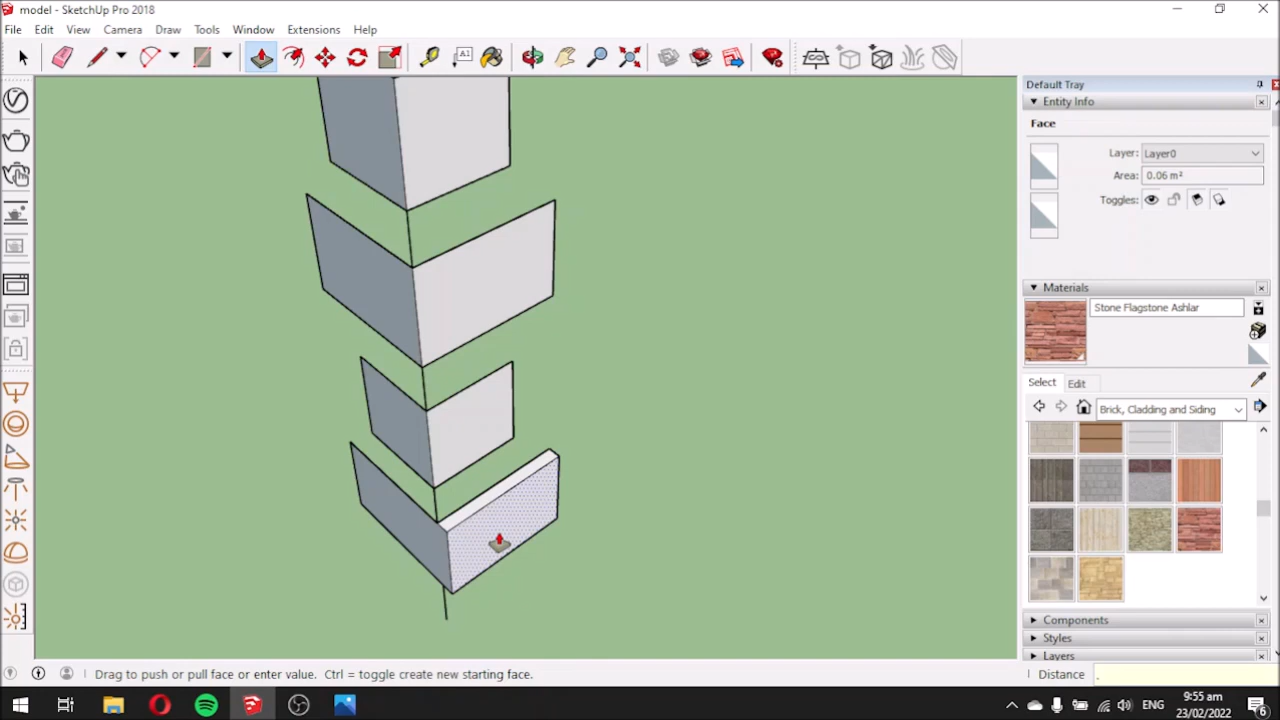 model - SketchUp Pro 2018
File Edit View Camera Draw Tools Window Extensions Help
A1
Default Tray
Entity Info
Face
Layer: Layer0
Area: 0.06 m²
Toggles:
Materials
Stone Flagstone Ashlar
Select Edit
Brick, Cladding and Siding
Components
Styles
Layers
Drag to push or pull face or enter value. Ctrl = toggle create new starting face.
Distance .
ENG
9:55 am
23/02/2022
6